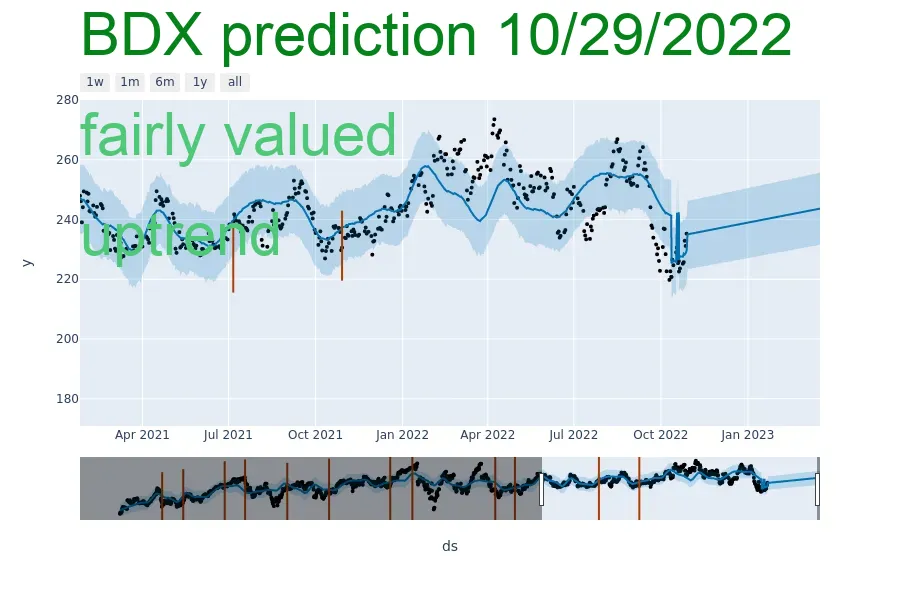 BDX prediction 10/29/2022
1w 1m 6m 1y all
fairly valued
uptrend
280
260
240
220
200
180
y
Apr 2021 Jul 2021 Oct 2021 Jan 2022 Apr 2022 Jul 2022 Oct 2022 Jan 2023
ds